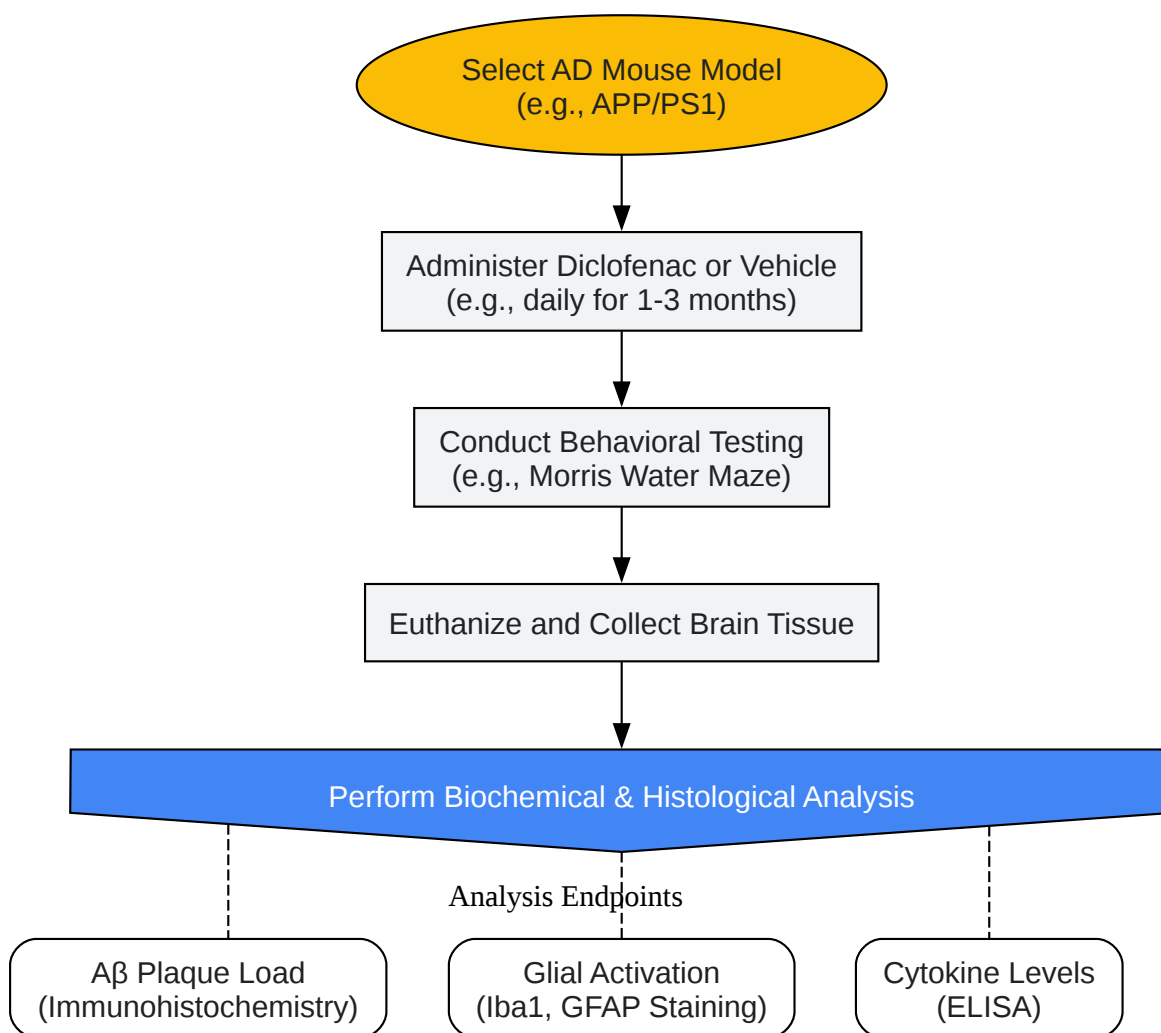 Select AD Mouse Model
(e.g., APP/PS1)
Administer Diclofenac or Vehicle
(e.g., daily for 1-3 months)
Conduct Behavioral Testing
(e.g., Morris Water Maze)
Euthanize and Collect Brain Tissue
Perform Biochemical & Histological Analysis
Analysis Endpoints
Aβ Plaque Load
(Immunohistochemistry)
Glial Activation
(Iba1, GFAP Staining)
Cytokine Levels
(ELISA)